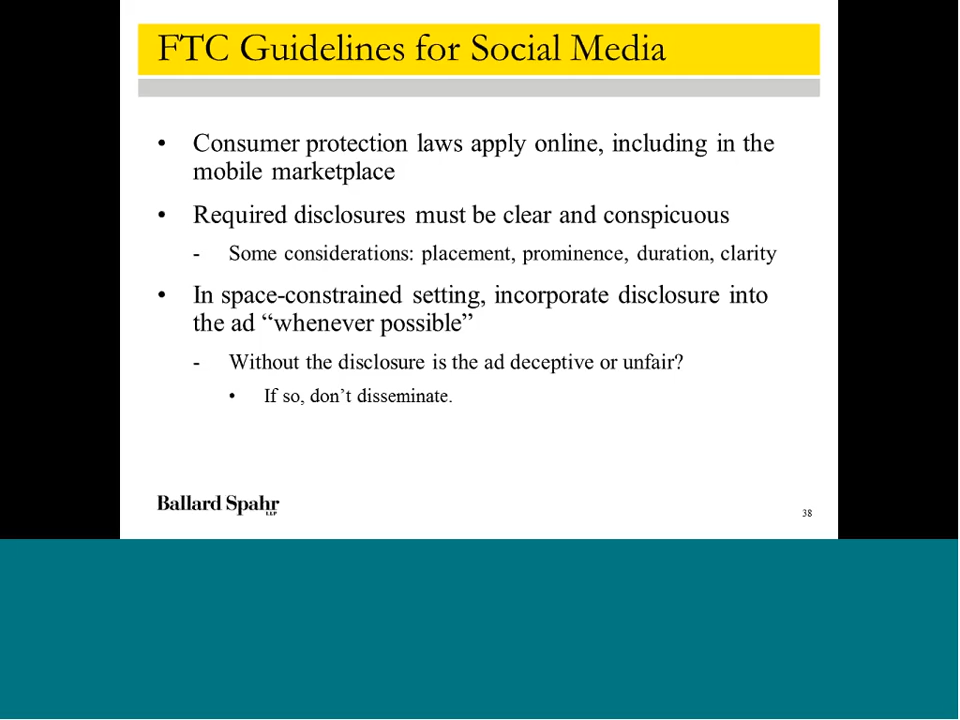 FTC Guidelines for Social Media
• Consumer protection laws apply online, including in the
mobile marketplace
• Required disclosures must be clear and conspicuous
- Some considerations: placement, prominence, duration, clarity
• In space-constrained setting, incorporate disclosure into
the ad “whenever possible”
- Without the disclosure is the ad deceptive or unfair?
• If so, don’t disseminate.
Ballard Spahr
LLP
38